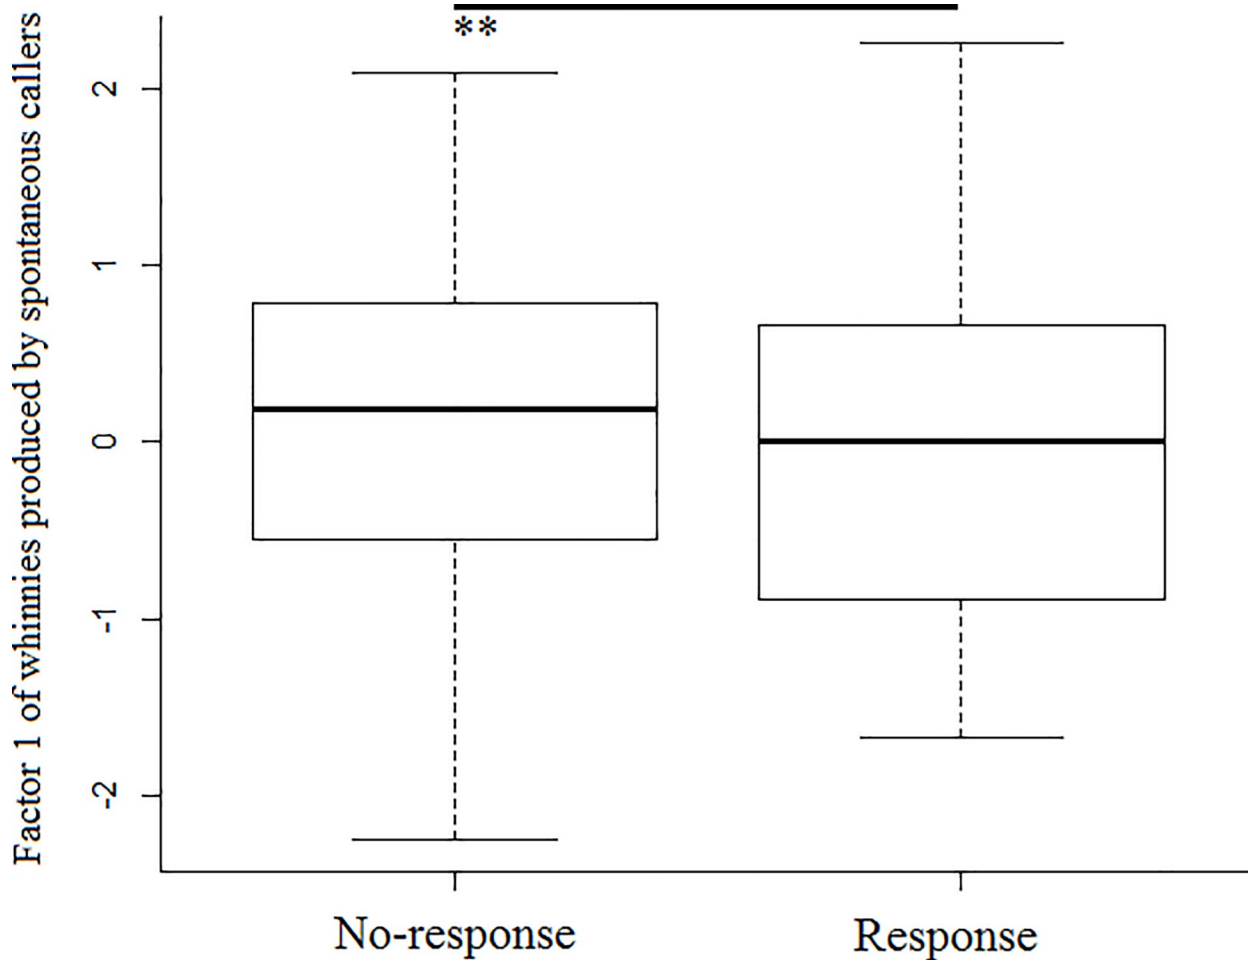 **
Factor 1 of whinnies produced by spontaneous callers
2
1
0
-1
-2
No-response
Response